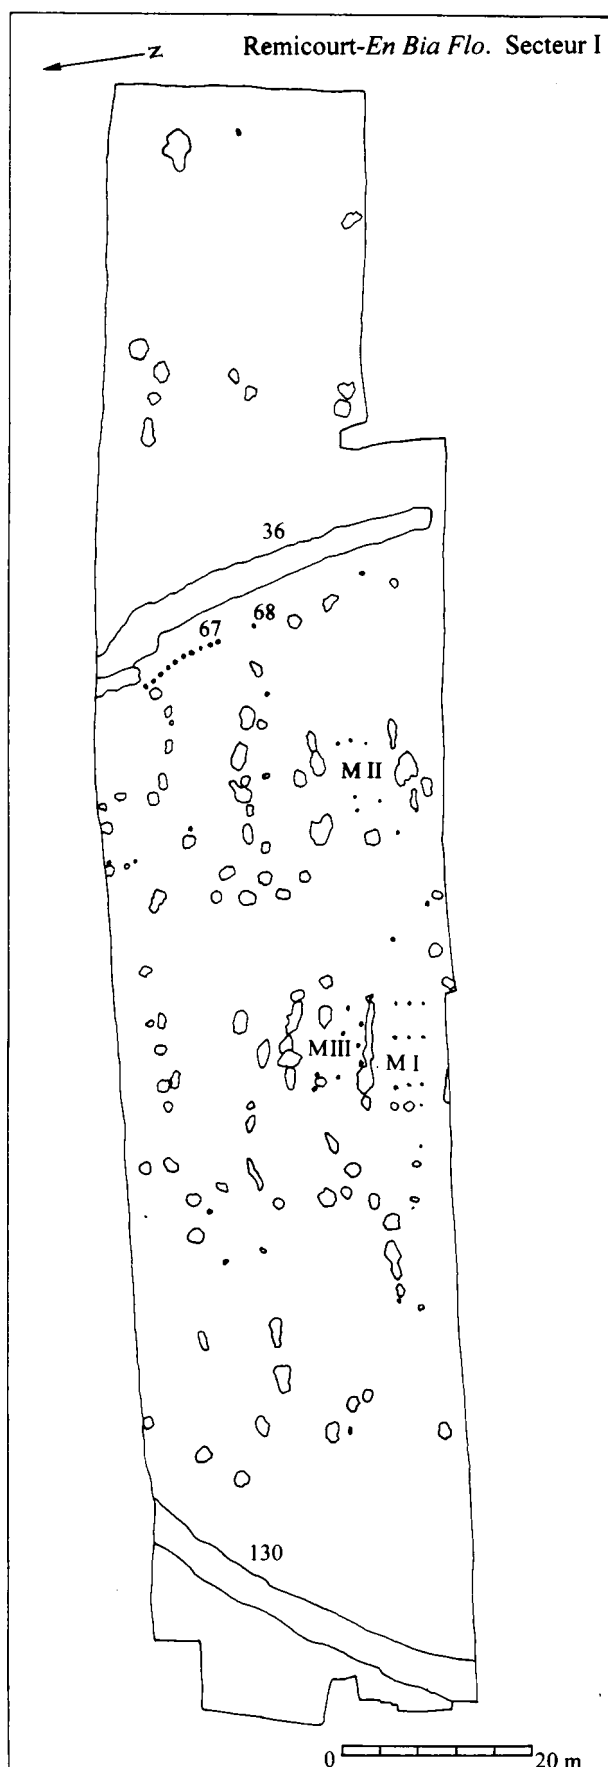 Remicourt-En Bia Flo. Secteur I
N
36
68
67
M II
M III
M I
130
0 20 m